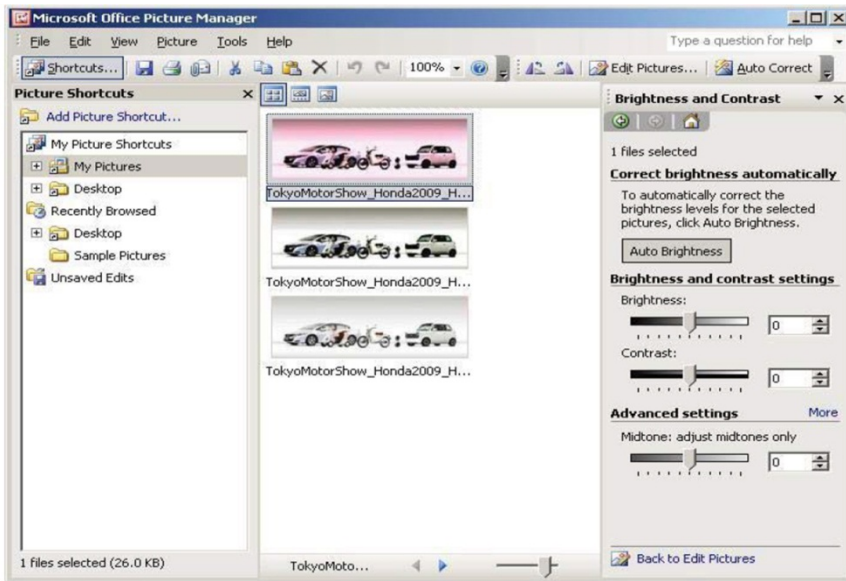 Microsoft Office Picture Manager
File Edit View Picture Tools Help
Type a question for help
Shortcuts... 100% Edit Pictures... Auto Correct
Picture Shortcuts
Add Picture Shortcut...
My Picture Shortcuts
My Pictures
Desktop
Recently Browsed
Desktop
Sample Pictures
Unsaved Edits
1 files selected (26.0 KB)
TokyoMotorShow_Honda2009_H...
TokyoMotorShow_Honda2009_H...
TokyoMotorShow_Honda2009_H...
TokyoMoto...
Brightness and Contrast
1 files selected
Correct brightness automatically
To automatically correct the
brightness levels for the selected
pictures, click Auto Brightness.
Auto Brightness
Brightness and contrast settings
Brightness:
0
Contrast:
0
Advanced settings More
Midtone: adjust midtones only
0
Back to Edit Pictures